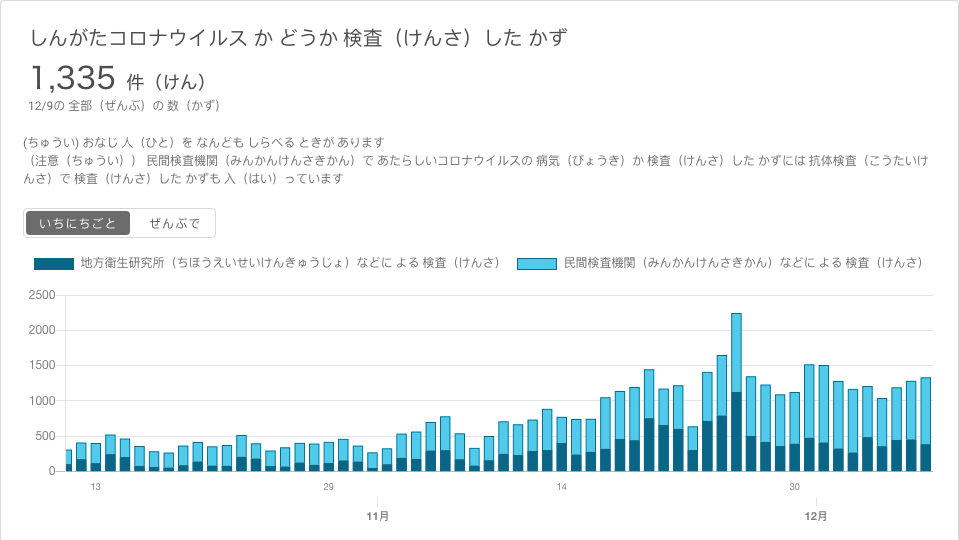 しんがたコロナウイルス か どうか 検査（けんさ）した かず
1,335 件（けん）
12/9の 全部（ぜんぶ）の 数（かず）
(ちゅうい) おなじ 人（ひと）を なんども しらべる ときが あります
（注意（ちゅうい）） 民間検査機関（みんかんけんさきかん）で あたらしいコロナウイルスの 病気（びょうき）か 検査（けんさ）した かずには 抗体検査（こうたいけ
んさ）で 検査（けんさ）した かずも 入（はい）っています
いちにちごと ぜんぶで
地方衛生研究所（ちほうえいせいけんきゅうじょ）などに よる 検査（けんさ） 民間検査機関（みんかんけんさきかん）などに よる 検査（けんさ）
2500
2000
1500
1000
500
0
13 29 14 30
11月 12月